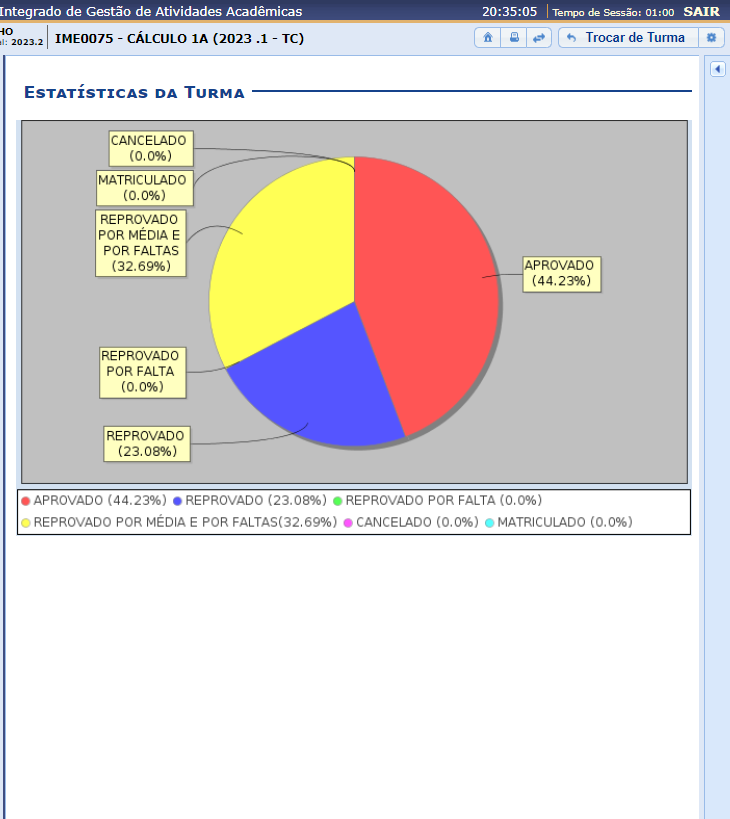 Integrado de Gestão de Atividades Acadêmicas 20:35:05 Tempo de Sessão: 01:00 SAIR
HO
el: 2023.2 IME0075 - CÁLCULO 1A (2023 .1 - TC) Trocar de Turma
ESTATÍSTICAS DA TURMA
CANCELADO
(0.0%)
MATRICULADO
(0.0%)
REPROVADO
POR MÉDIA E
POR FALTAS
(32.69%)
APROVADO
(44.23%)
REPROVADO
POR FALTA
(0.0%)
REPROVADO
(23.08%)
APROVADO (44.23%) REPROVADO (23.08%) REPROVADO POR FALTA (0.0%)
REPROVADO POR MÉDIA E POR FALTAS(32.69%) CANCELADO (0.0%) MATRICULADO (0.0%)